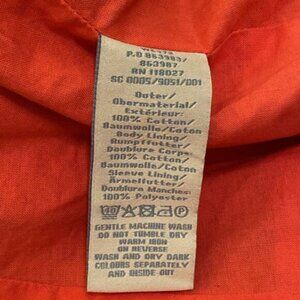 P.O 863983/
863987
RN 118027
SC 0005/9051/001
Outer/
Obermaterial/
Extérieur:
100% Cotton/
Baumwolle/Coton
Body Lining/
Rumpffutter/
Doublure Corps:
100% Cotton/
Baumwolle/Coton
Sleeve Lining/
Ärmelfutter/
Doublure Manches:
100% Polyester
GENTLE MACHINE WASH
DO NOT TUMBLE DRY
WARM IRON
ON REVERSE
WASH AND DRY DARK
COLOURS SEPARATELY
AND INSIDE-OUT